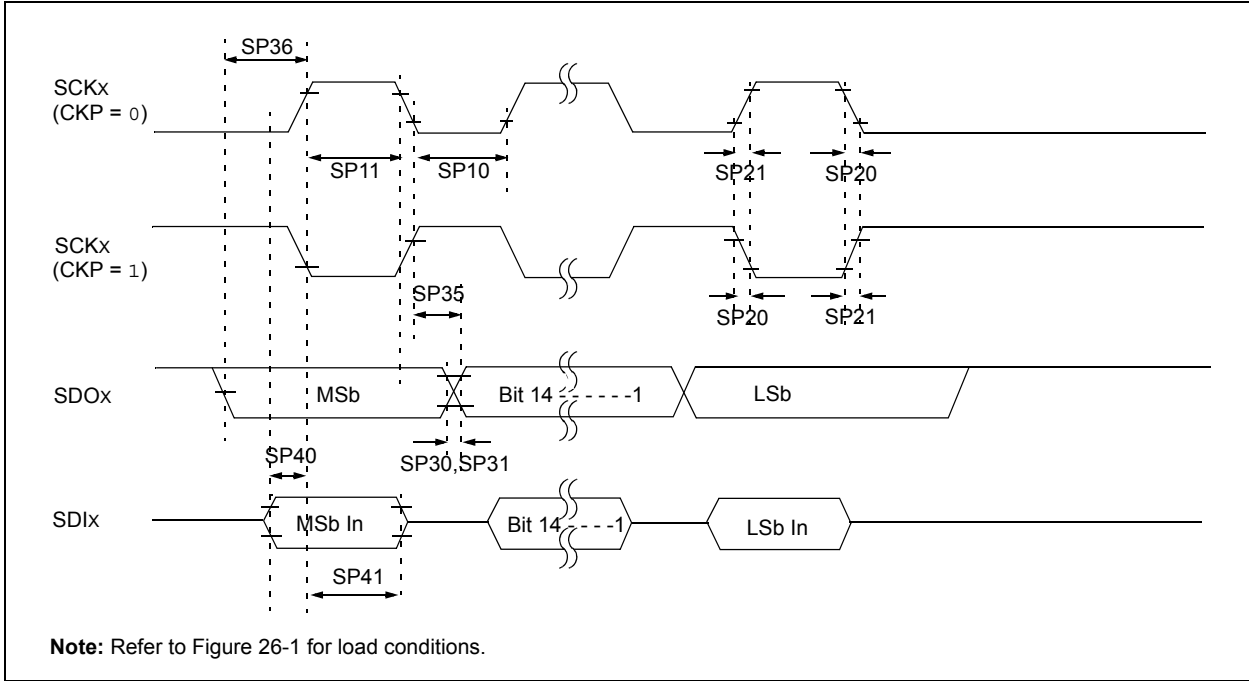 SP36
SCKx
(CKP = 0)
SP11
SP10
SP21
SP20
SCKx
(CKP = 1)
SP35
SP20
SP21
SDOx
MSb
Bit 14 - - - - - -1
LSb
SP40
SP30,SP31
SDIx
MSb In
Bit 14 - - - -1
LSb In
SP41
Note: Refer to Figure 26-1 for load conditions.